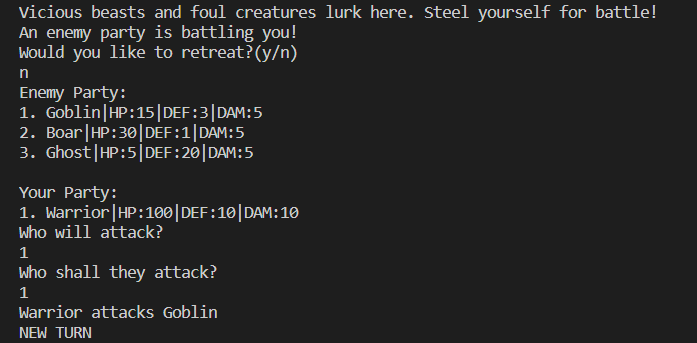 Vicious beasts and foul creatures lurk here. Steel yourself for battle!
An enemy party is battling you!
Would you like to retreat?(y/n)
n
Enemy Party:
1. Goblin|HP:15|DEF:3|DAM:5
2. Boar|HP:30|DEF:1|DAM:5
3. Ghost|HP:5|DEF:20|DAM:5

Your Party:
1. Warrior|HP:100|DEF:10|DAM:10
Who will attack?
1
Who shall they attack?
1
Warrior attacks Goblin
NEW TURN